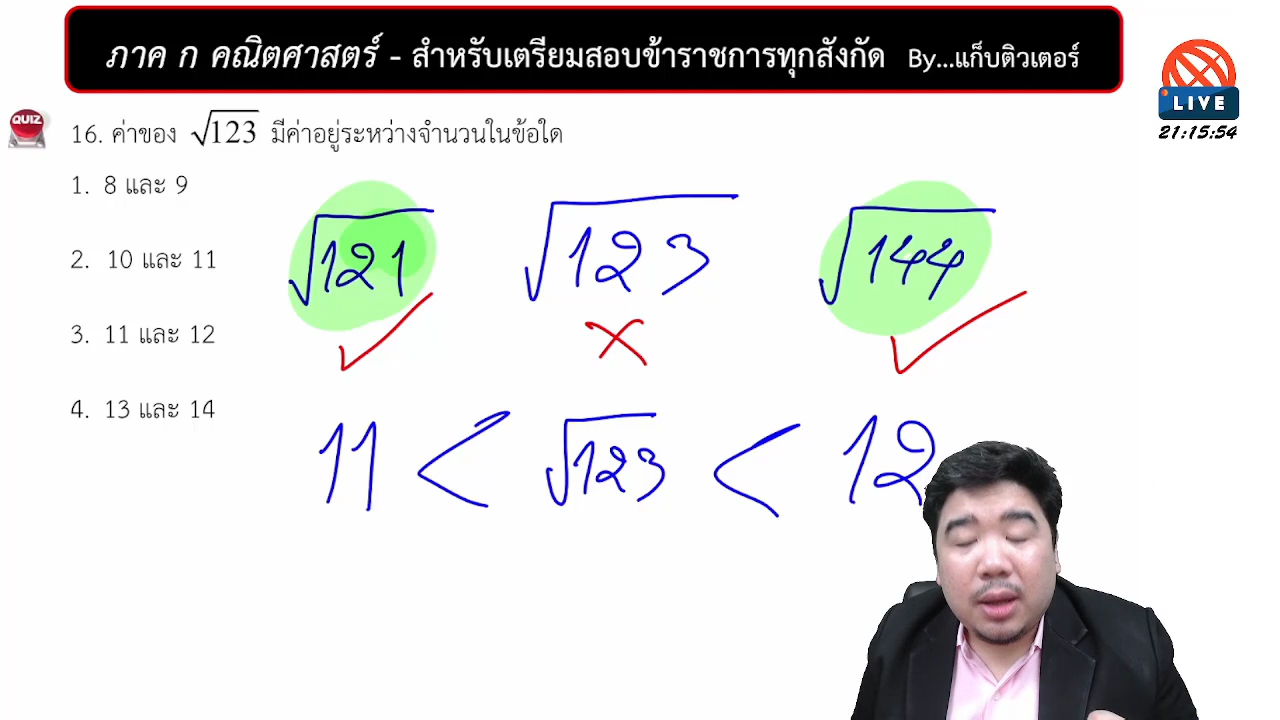 ภาค ก คณิตศาสตร์ - สำหรับเตรียมสอบข้าราชการทุกสังกัด By...แก็บติวเตอร์
LIVE
21:15:54
QUIZ
16. ค่าของ √123 มีค่าอยู่ระหว่างจำนวนในข้อใด
1. 8 และ 9
2. 10 และ 11
3. 11 และ 12
4. 13 และ 14
√121 √123 √144
11 < √123 < 12